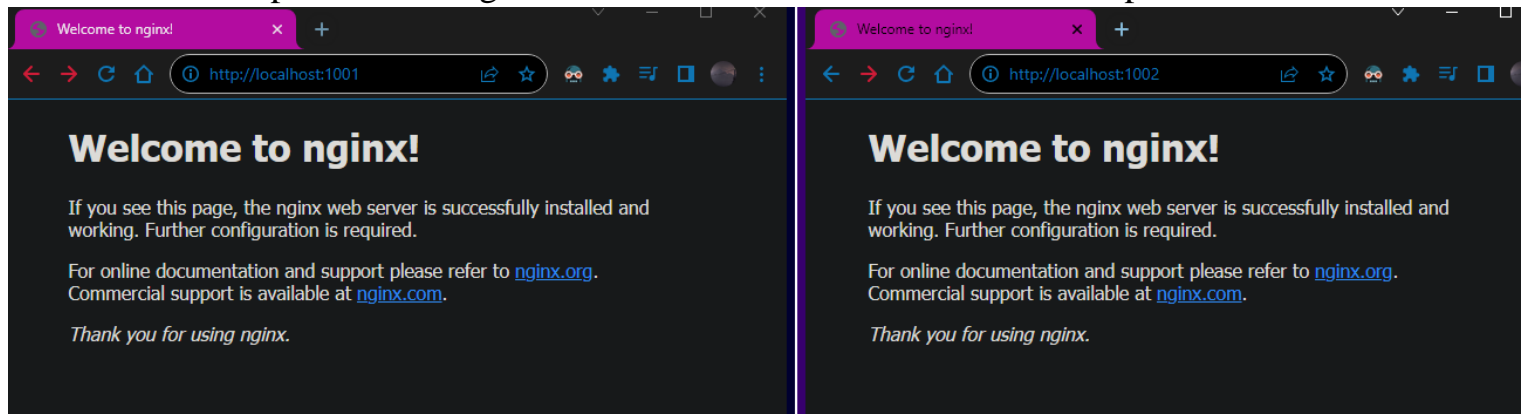 Welcome to nginx!
http://localhost:1001
Welcome to nginx!
If you see this page, the nginx web server is successfully installed and
working. Further configuration is required.
For online documentation and support please refer to nginx.org.
Commercial support is available at nginx.com.
Thank you for using nginx.
Welcome to nginx!
http://localhost:1002
Welcome to nginx!
If you see this page, the nginx web server is successfully installed and
working. Further configuration is required.
For online documentation and support please refer to nginx.org.
Commercial support is available at nginx.com.
Thank you for using nginx.